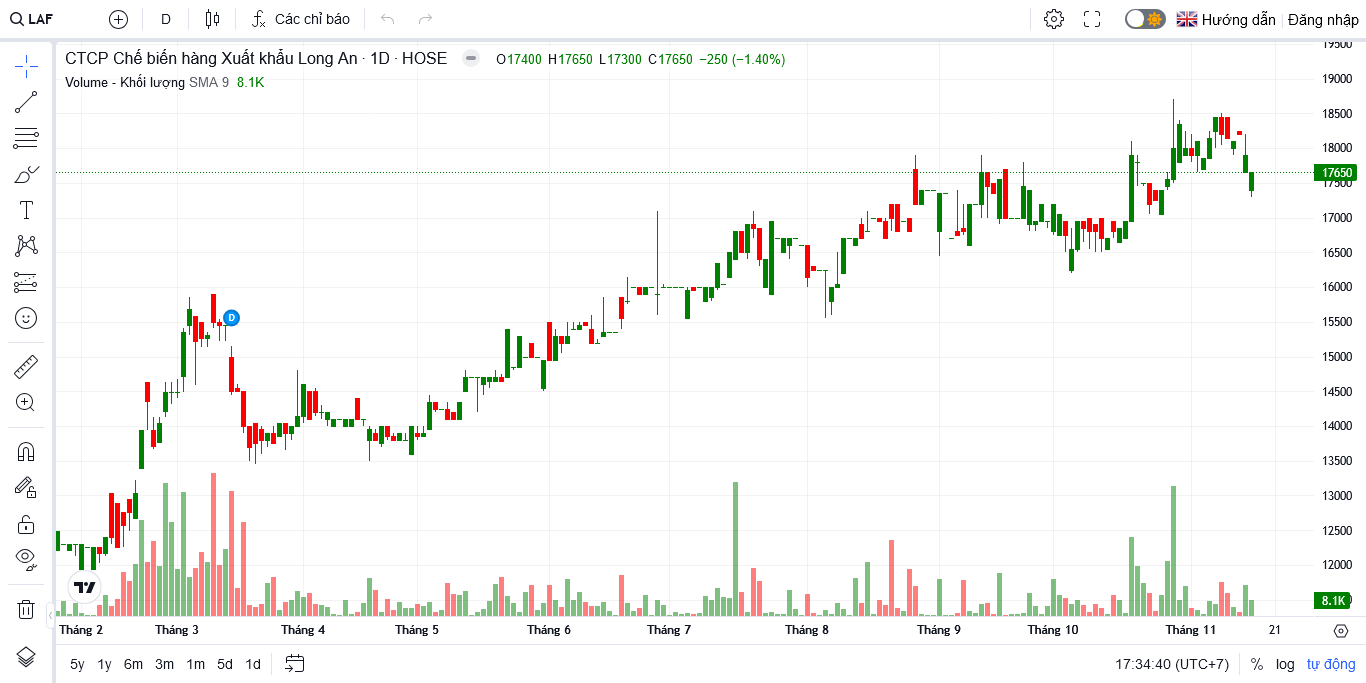 LAF D Các chỉ báo Hướng dẫn Đăng nhập
CTCP Chế biến hàng Xuất khẩu Long An · 1D · HOSE O17400 H17650 L17300 C17650 −250 (−1.40%)
Volume - Khối lượng SMA 9 8.1K
19500
19000
18500
18000
17650
17500
17000
16500
16000
D
15500
15000
14500
14000
13500
13000
12500
12000
8.1K
Tháng 2 Tháng 3 Tháng 4 Tháng 5 Tháng 6 Tháng 7 Tháng 8 Tháng 9 Tháng 10 Tháng 11 21
5y 1y 6m 3m 1m 5d 1d 17:34:40 (UTC+7) % log tự động